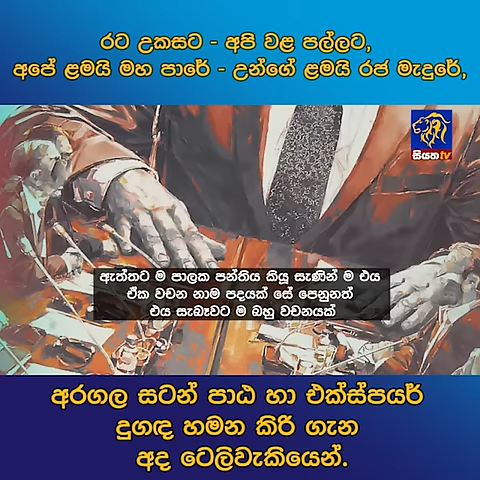 රට උකසට - අපි වළ පල්ලට,
අපේ ළමයි මහ පාරේ - උන්ගේ ළමයි රජ මැදුරේ,
සියත tv
ඇත්තට ම පාලක පන්තිය කියූ සැණින් ම එය
ඒක වචන නාම පදයක් සේ පෙනුනත්
එය සැබෑවට ම බහු වචනයක්
අරගල සටන් පාඨ හා එක්ස්පයර්
දුගඳ හමන කිරි ගැන
අද ටෙලිවැකියෙන්.